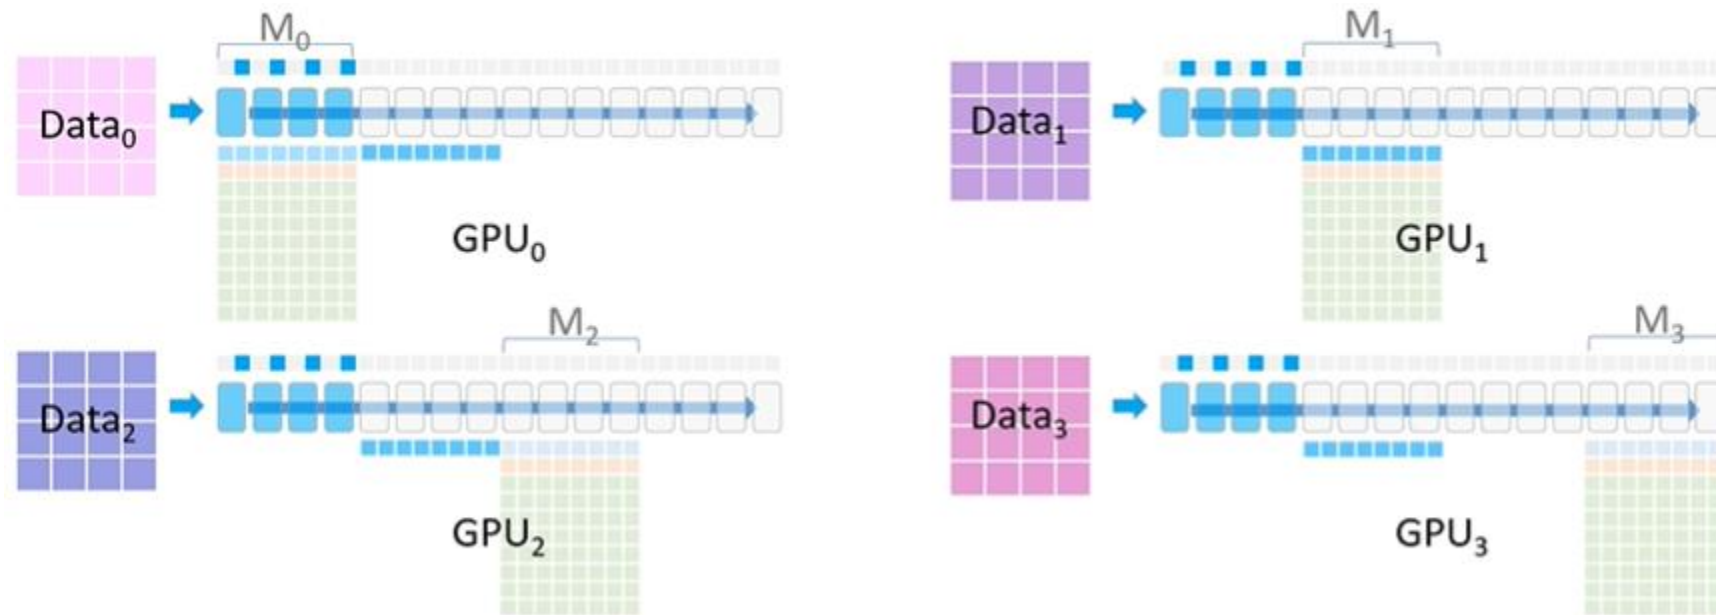 M₀
M₁
Data₀
Data₁
GPU₀
GPU₁
M₂
M₃
Data₂
Data₃
GPU₂
GPU₃